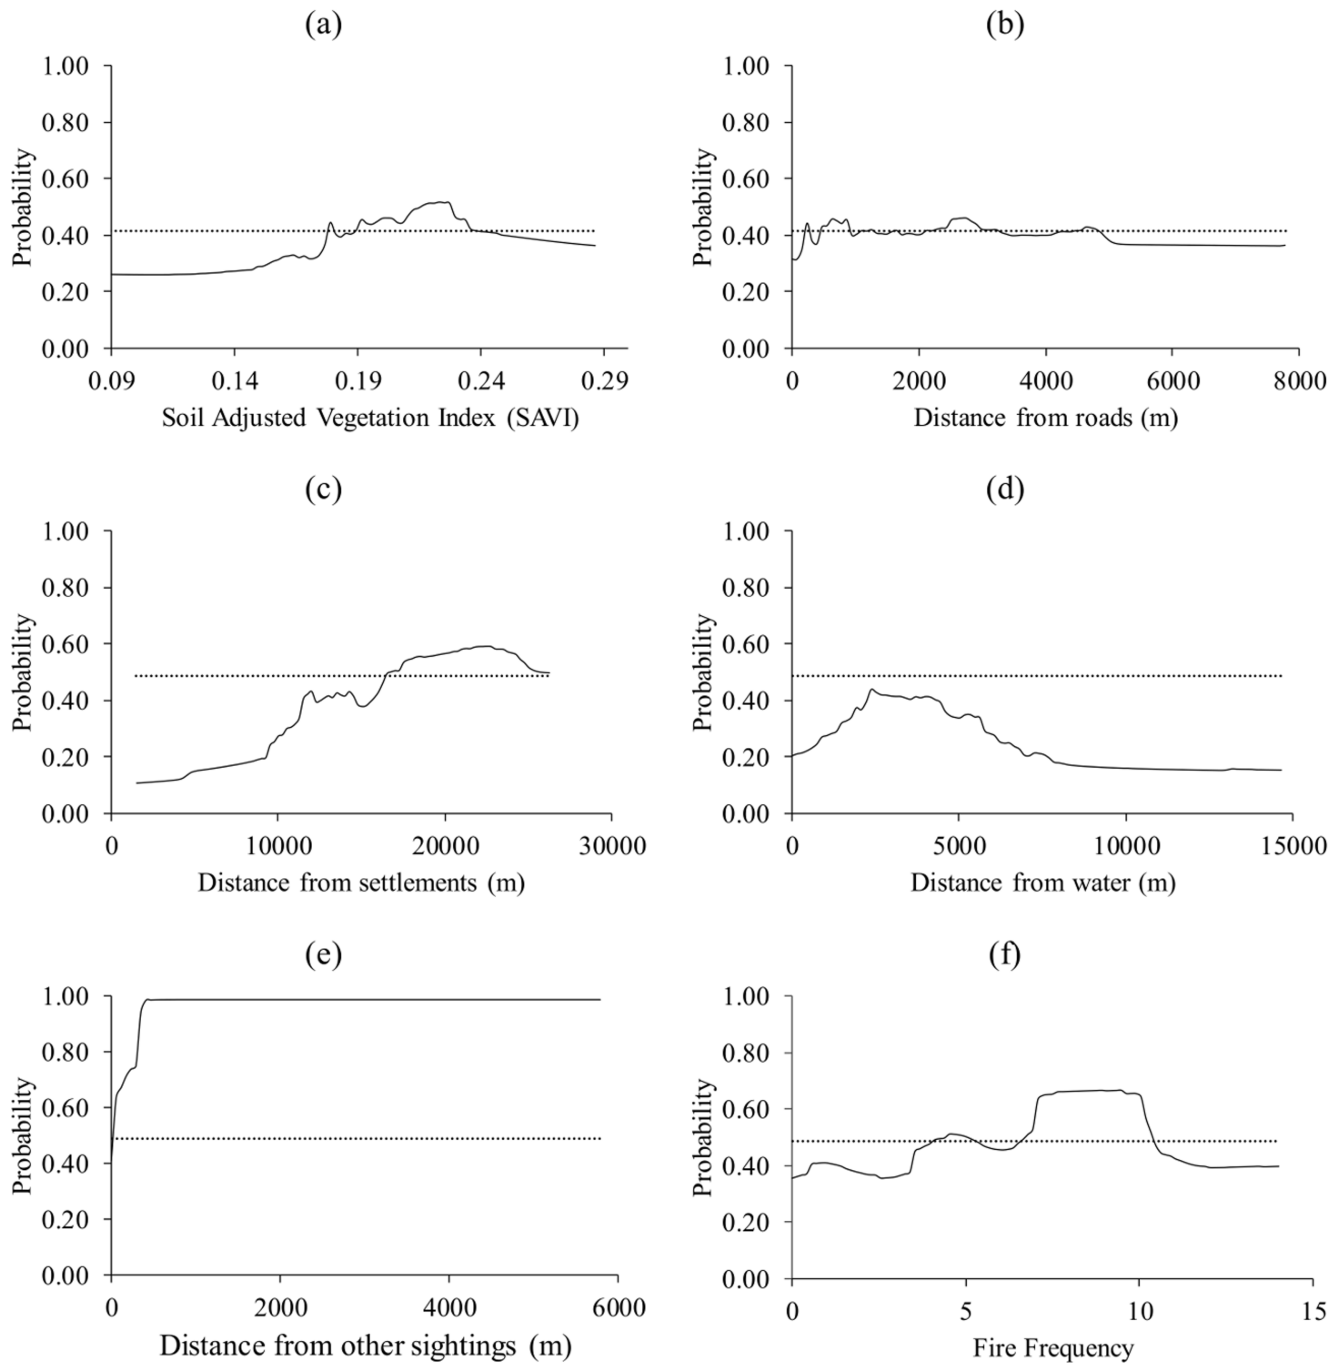 (a)
1.00
0.80
0.60
0.40
0.20
0.00
Probability
0.09 0.14 0.19 0.24 0.29
Soil Adjusted Vegetation Index (SAVI)
(b)
1.00
0.80
0.60
0.40
0.20
0.00
Probability
0 2000 4000 6000 8000
Distance from roads (m)
(c)
1.00
0.80
0.60
0.40
0.20
0.00
Probability
0 10000 20000 30000
Distance from settlements (m)
(d)
1.00
0.80
0.60
0.40
0.20
0.00
Probability
0 5000 10000 15000
Distance from water (m)
(e)
1.00
0.80
0.60
0.40
0.20
0.00
Probability
0 2000 4000 6000
Distance from other sightings (m)
(f)
1.00
0.80
0.60
0.40
0.20
0.00
Probability
0 5 10 15
Fire Frequency